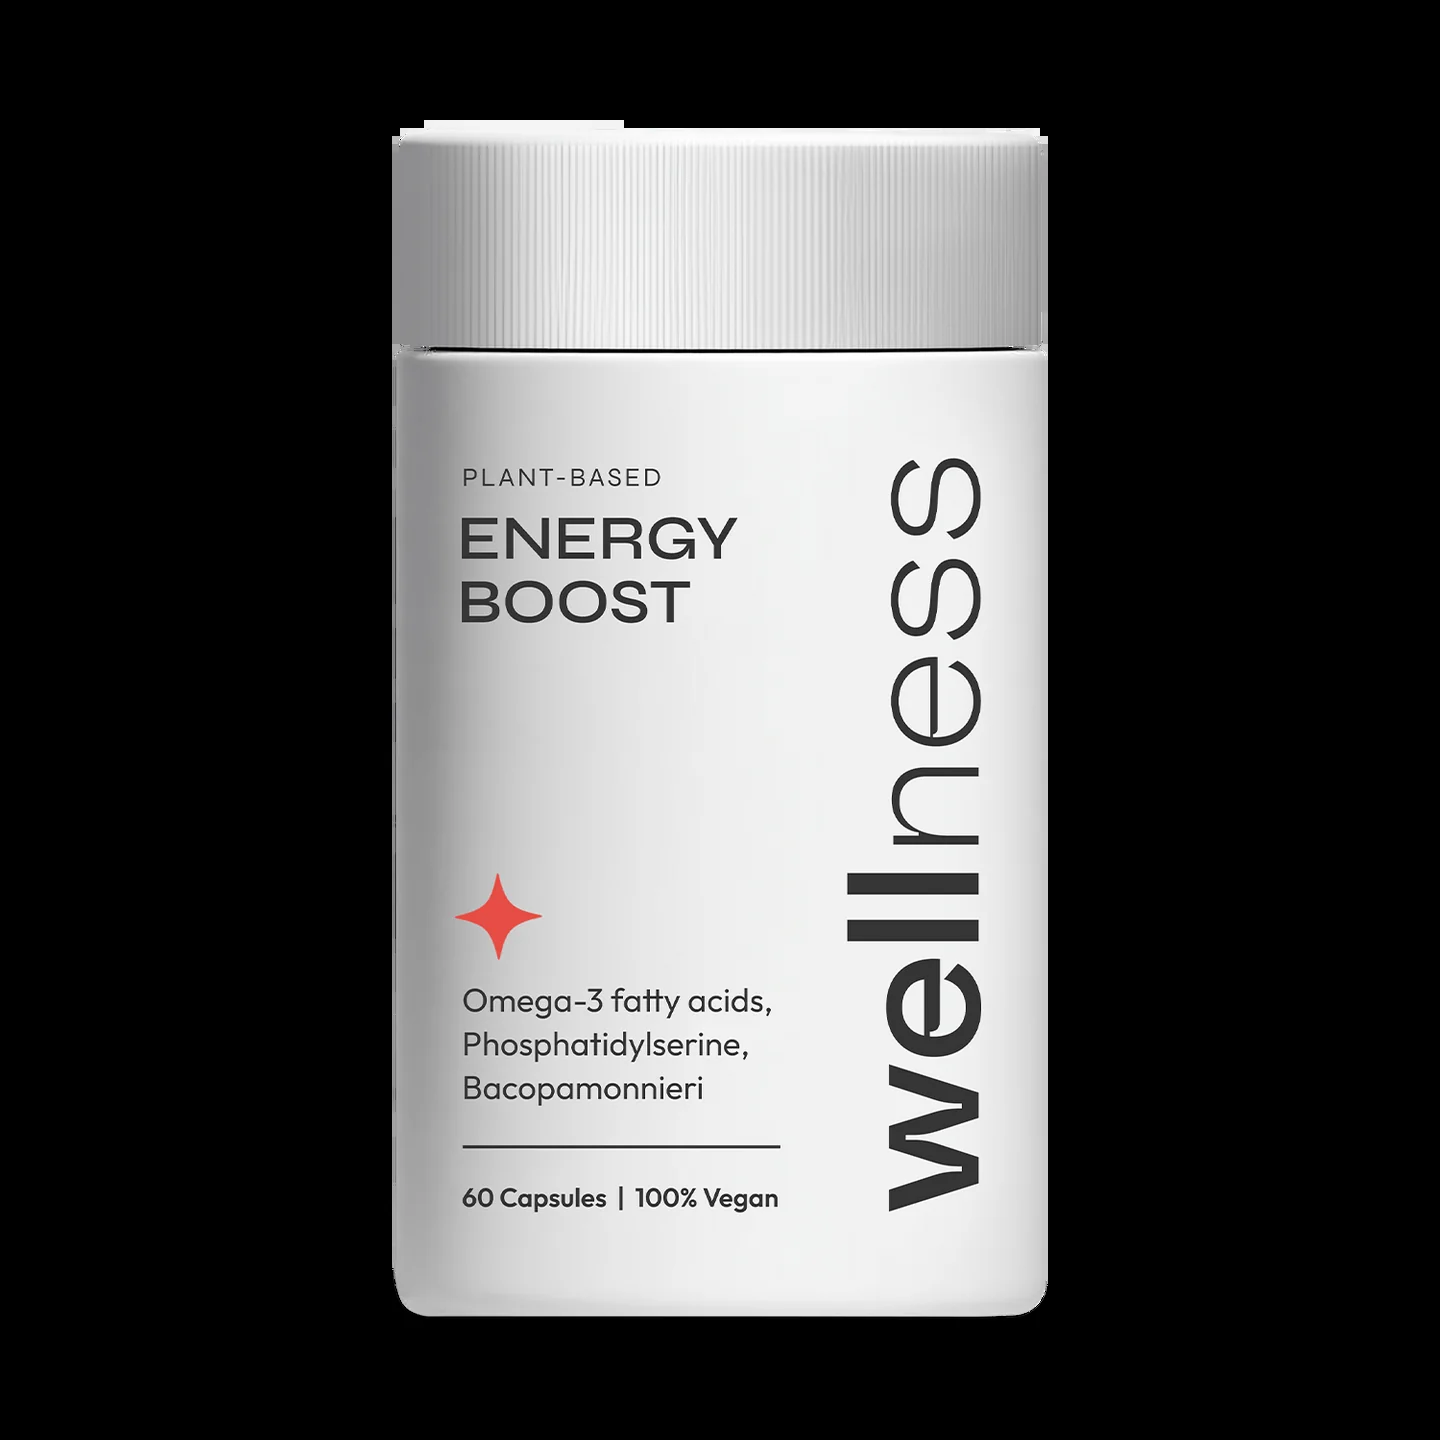 PLANT-BASED
ENERGY
BOOST
Omega-3 fatty acids,
Phosphatidylserine,
Bacopamonnieri
60 Capsules | 100% Vegan
wellness